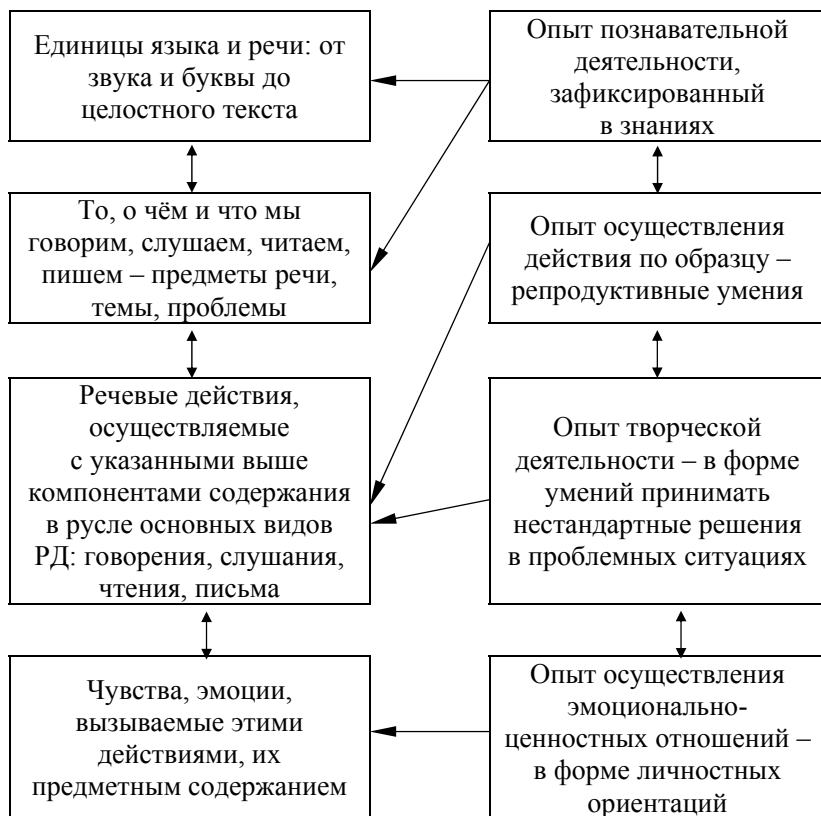 Единицы языка и речи: от
звука и буквы до
целостного текста
Опыт познавательной
деятельности,
зафиксированный
в знаниях
То, о чём и что мы
говорим, слушаем, читаем,
пишем – предметы речи,
темы, проблемы
Опыт осуществления
действия по образцу –
репродуктивные умения
Речевые действия,
осуществляемые
с указанными выше
компонентами содержания
в русле основных видов
РД: говорения, слушания,
чтения, письма
Опыт творческой
деятельности – в форме
умений принимать
нестандартные решения
в проблемных ситуациях
Чувства, эмоции,
вызываемые этими
действиями, их
предметным содержанием
Опыт осуществления
эмоционально-
ценностных отношений –
в форме личностных
ориентаций